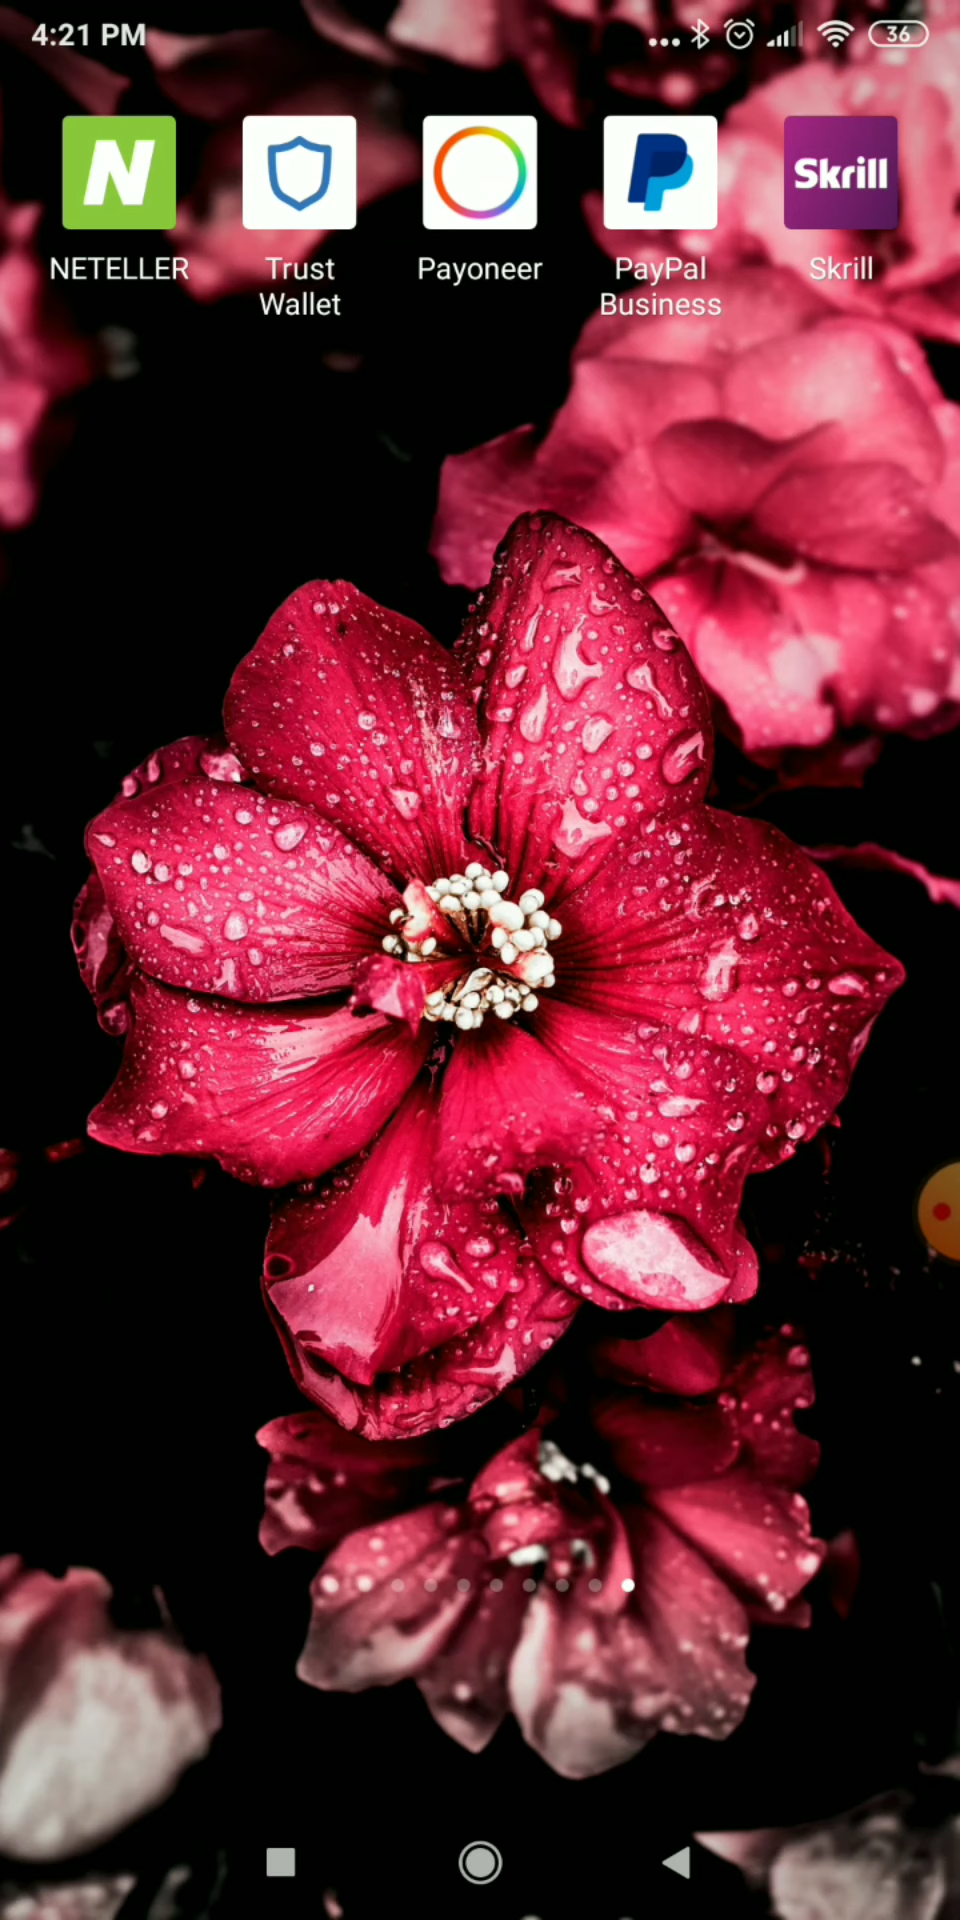 4:21 PM
36
N
Skrill
NETELLER
Trust
Wallet
Payoneer
PayPal
Business
Skrill